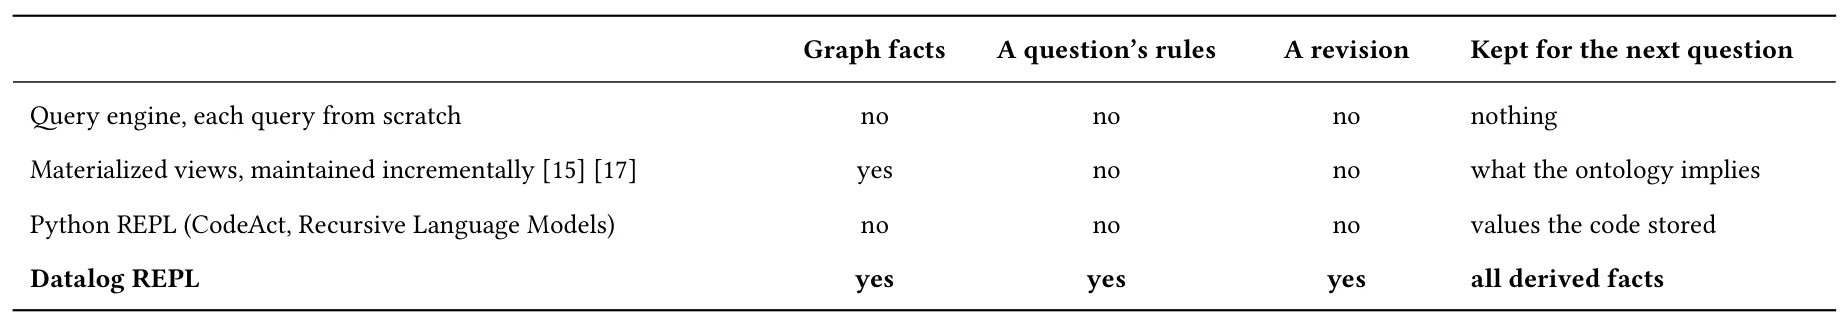 Graph facts A question’s rules A revision Kept for the next question
Query engine, each query from scratch no no no nothing
Materialized views, maintained incrementally [15] [17] yes no no what the ontology implies
Python REPL (CodeAct, Recursive Language Models) no no no values the code stored
Datalog REPL yes yes yes all derived facts